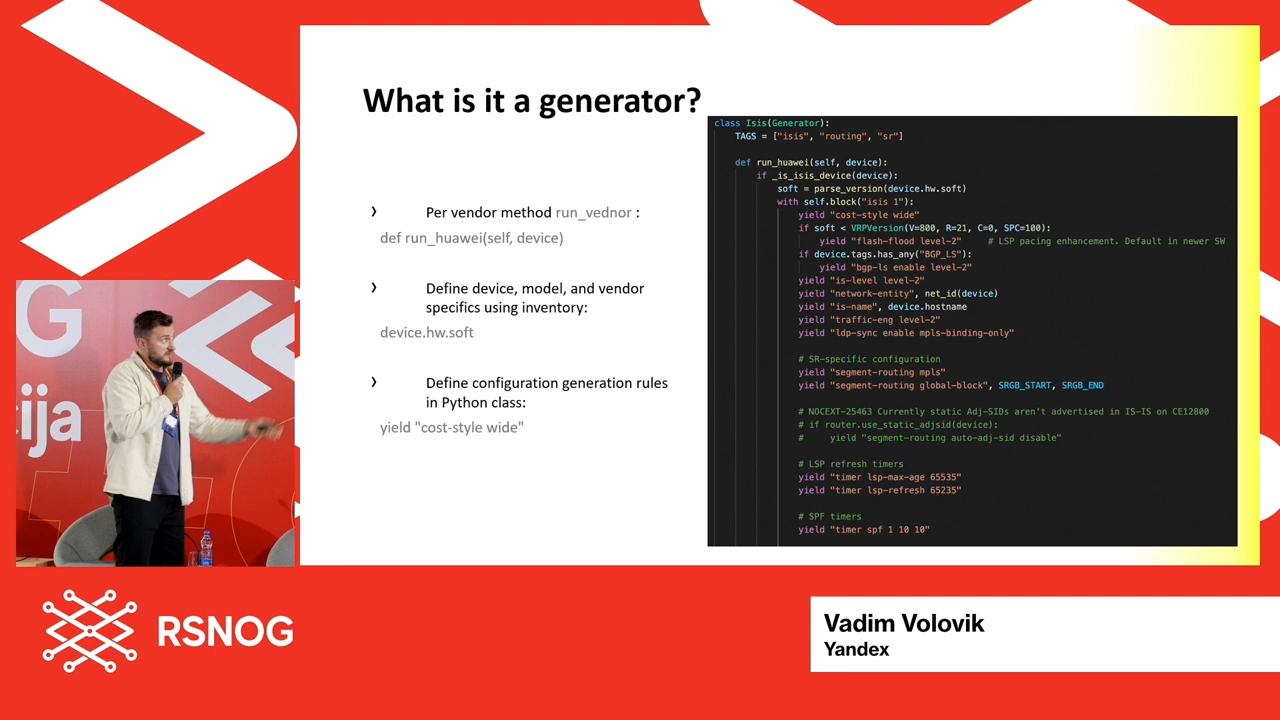 What is it a generator?
› Per vendor method run_vednor :
def run_huawei(self, device)
› Define device, model, and vendor
specifics using inventory:
device.hw.soft
› Define configuration generation rules
in Python class:
yield "cost-style wide"
class Isis(Generator):
TAGS = ["isis", "routing", "sr"]
def run_huawei(self, device):
if _is_isis_device(device):
soft = parse_version(device.hw.soft)
with self.block("isis 1"):
yield "cost-style wide"
if soft < VRPVersion(V=800, R=21, C=0, SPC=100):
yield "flash-flood level-2" # LSP pacing enhancement. Default in newer SW
if device.tags.has_any("BGP_LS"):
yield "bgp-ls enable level-2"
yield "is-level level-2"
yield "network-entity", net_id(device)
yield "is-name", device.hostname
yield "traffic-eng level-2"
yield "ldp-sync enable mpls-binding-only"
# SR-specific configuration
yield "segment-routing mpls"
yield "segment-routing global-block", SRGB_START, SRGB_END
# NOCEXT-25463 Currently static Adj-SIDs aren't advertised in IS-IS on CE12800
# if router.use_static_adjsid(device):
# yield "segment-routing auto-adj-sid disable"
# LSP refresh timers
yield "timer lsp-max-age 65535"
yield "timer lsp-refresh 65235"
# SPF timers
yield "timer spf 1 10 10"
G
ija
RSNOG
Vadim Volovik
Yandex